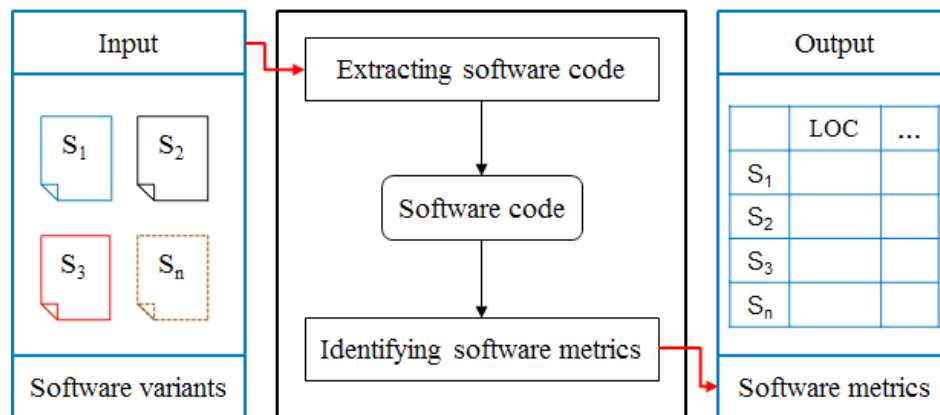 Input
S1
S2
S3
Sn
Software variants
Extracting software code
Software code
Identifying software metrics
Output
LOC ...
S1
S2
S3
Sn
Software metrics